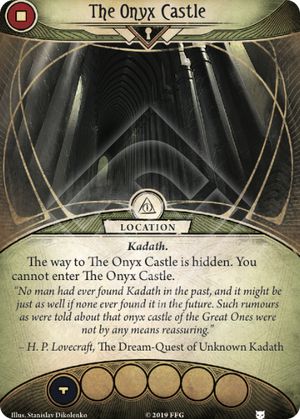 The Onyx Castle
LOCATION
Kadath.
The way to The Onyx Castle is hidden. You
cannot enter The Onyx Castle.
"No man had ever found Kadath in the past, and it might be
just as well if none ever found it in the future. Such rumours
as were told about that onyx castle of the Great Ones were
not by any means reassuring."
– H. P. Lovecraft, The Dream-Quest of Unknown Kadath
Illus. Stanislav Dikolenko
© 2019 FFG